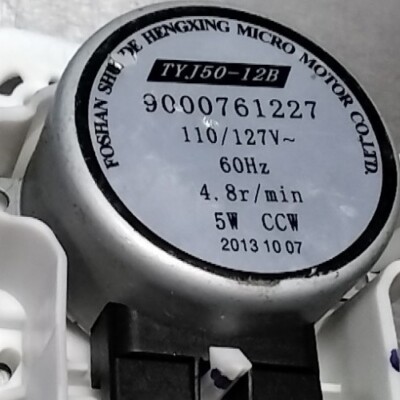 FOSHAN SHUNDE HENGXING MICRO MOTOR CO.,LTD.
TYJ50-12B
9000761227
110/127V~
60Hz
4.8r/min
5W CCW
2013 10 07